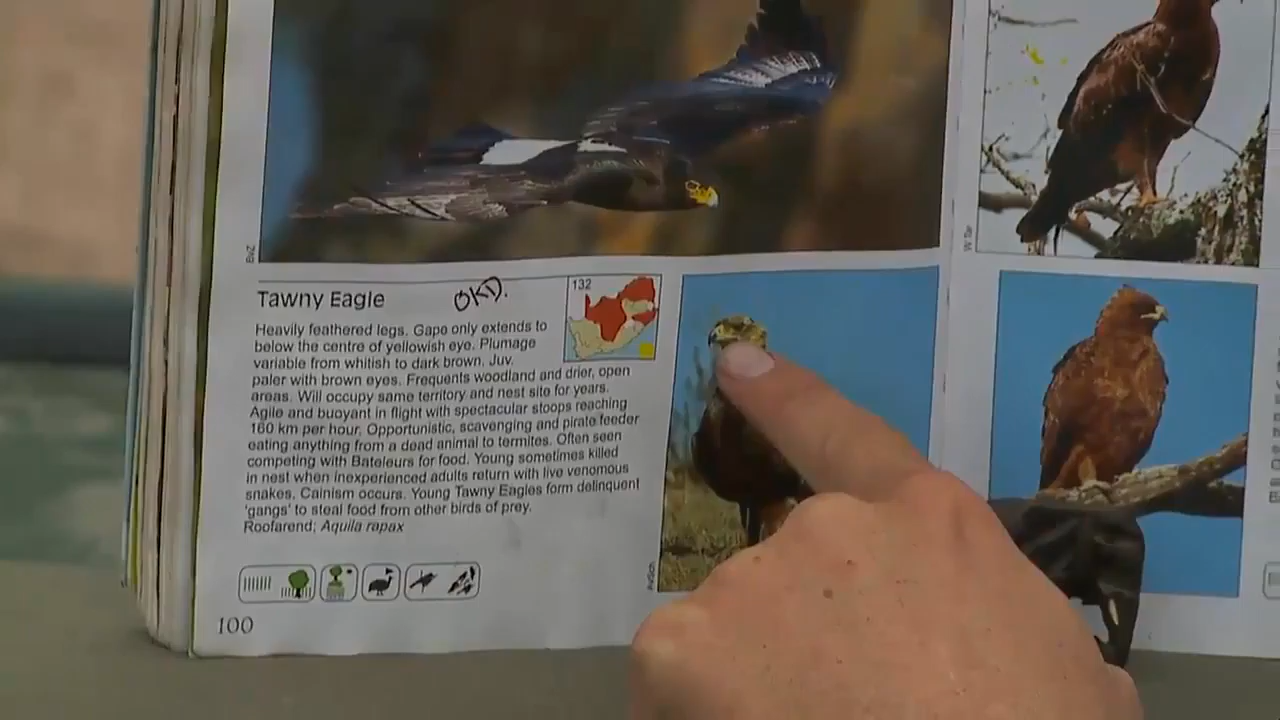 EvZ
W Tar
Tawny Eagle
OKD.
132
Heavily feathered legs. Gape only extends to
below the centre of yellowish eye. Plumage
variable from whitish to dark brown. Juv.
paler with brown eyes. Frequents woodland and drier, open
areas. Will occupy same territory and nest site for years.
Agile and buoyant in flight with spectacular stoops reaching
160 km per hour. Opportunistic, scavenging and pirate feeder
eating anything from a dead animal to termites. Often seen
competing with Bateleurs for food. Young sometimes killed
in nest when inexperienced adults return with live venomous
snakes. Cainism occurs. Young Tawny Eagles form delinquent
'gangs' to steal food from other birds of prey.
Roofarend; Aquila rapax
100